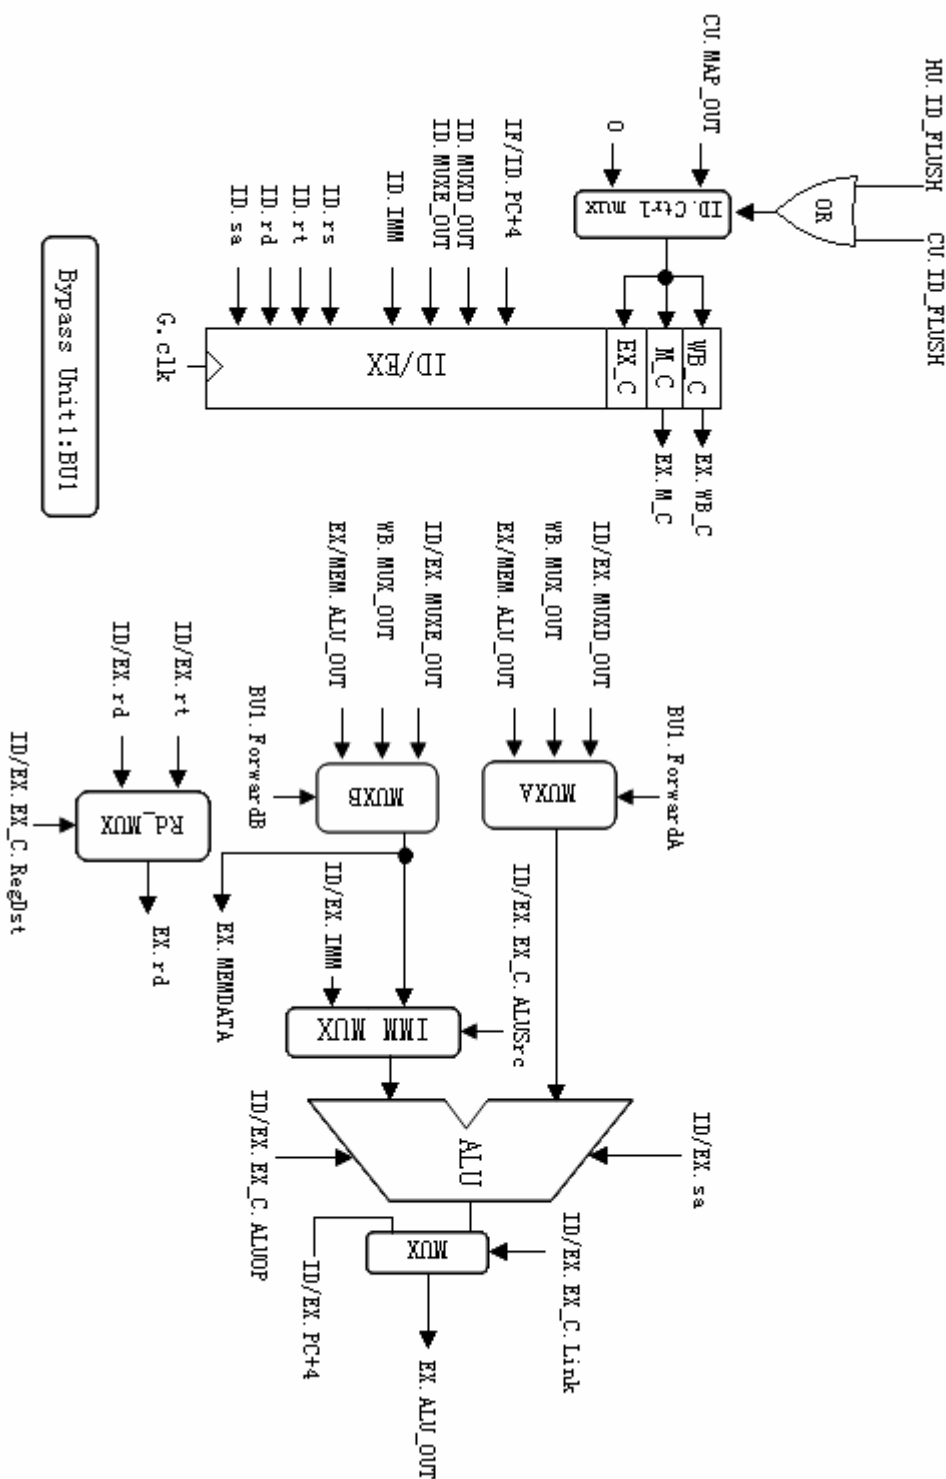 HU.ID_FLUSH
CU.ID_FLUSH
OR
CU.MAP_OUT
0
ID.Ctrl mux
IF/ID.PC+4
ID.MUXD_OUT
ID.MUXE_OUT
ID.IMM
ID.rs
ID.rt
ID.rd
ID.sa
G.clk
WB_C
M_C
EX_C
ID/EX
EX.WB_C
EX.M_C
Bypass Unit1:BU1
ID/EX.MUXD_OUT
WB.MUX_OUT
EX/MEM.ALU_OUT
BU1.ForwardA
MUXA
ID/EX.MUXE_OUT
WB.MUX_OUT
EX/MEM.ALU_OUT
BU1.ForwardB
MUXB
ID/EX.rt
ID/EX.rd
ID/EX.EX_C.RegDst
Rd_MUX
EX.rd
EX.MEMDATA
ID/EX.IMM
ID/EX.EX_C.ALUSrc
IMM MUX
ID/EX.sa
ALU
ID/EX.EX_C.ALUOP
ID/EX.EX_C.Link
MUX
ID/EX.PC+4
EX.ALU_OUT